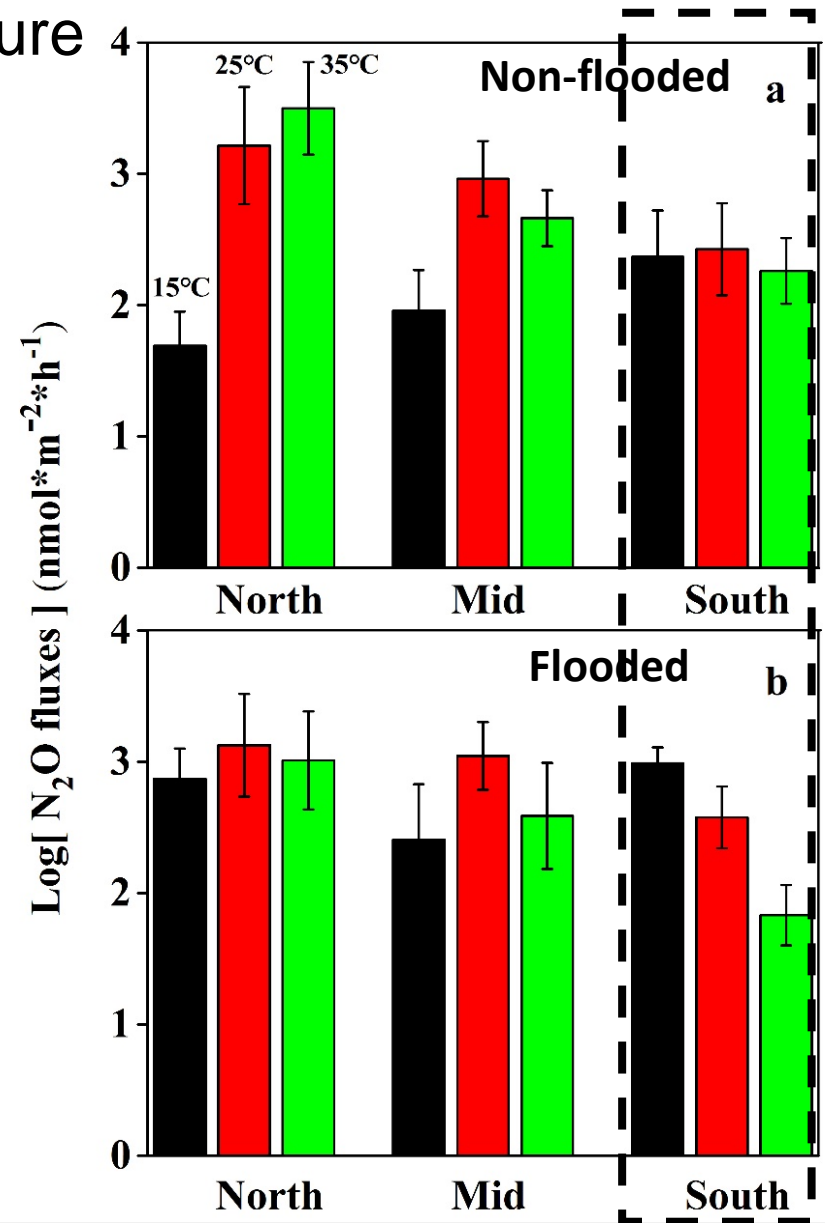 ure
4
25°C
35°C
Non-flooded
a
3
15°C
2
1
0
North Mid South
Log[ N₂O fluxes ] (nmol*m⁻²*h⁻¹)
4
Flooded
b
3
2
1
0
North Mid South